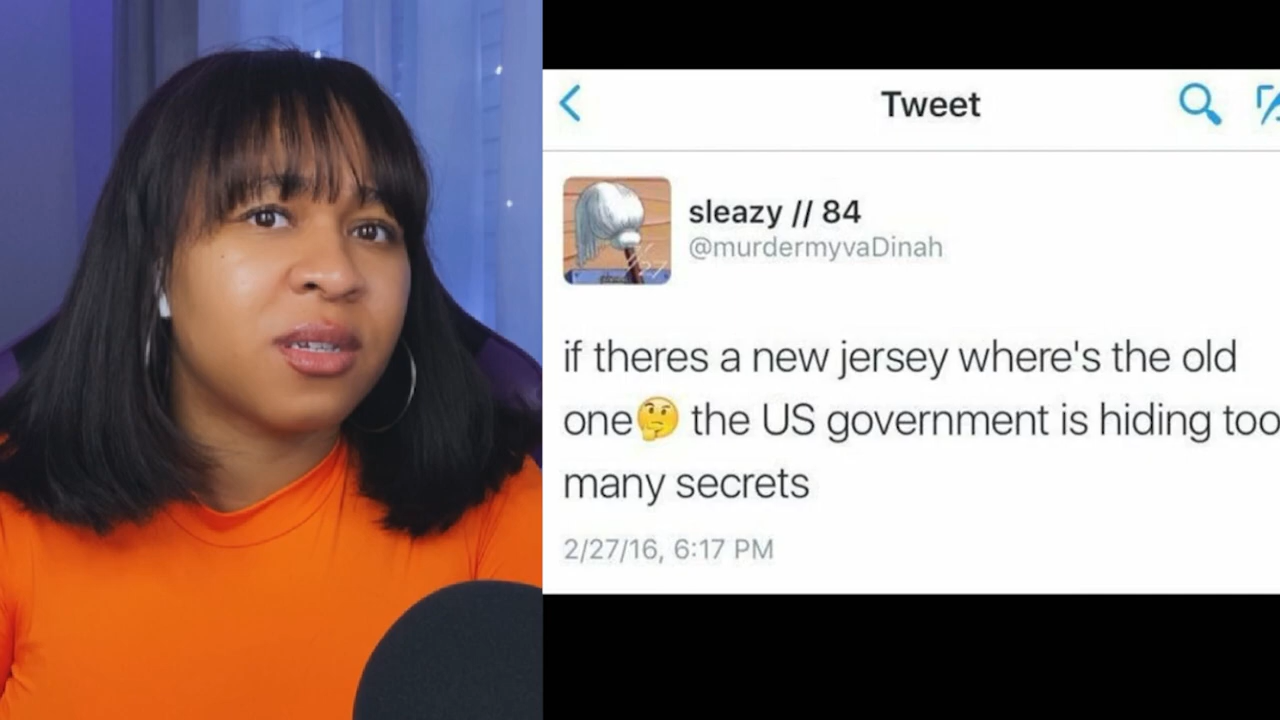 Tweet
sleazy // 84
@murdermyvaDinah
if theres a new jersey where's the old
one🤔 the US government is hiding too
many secrets
2/27/16, 6:17 PM